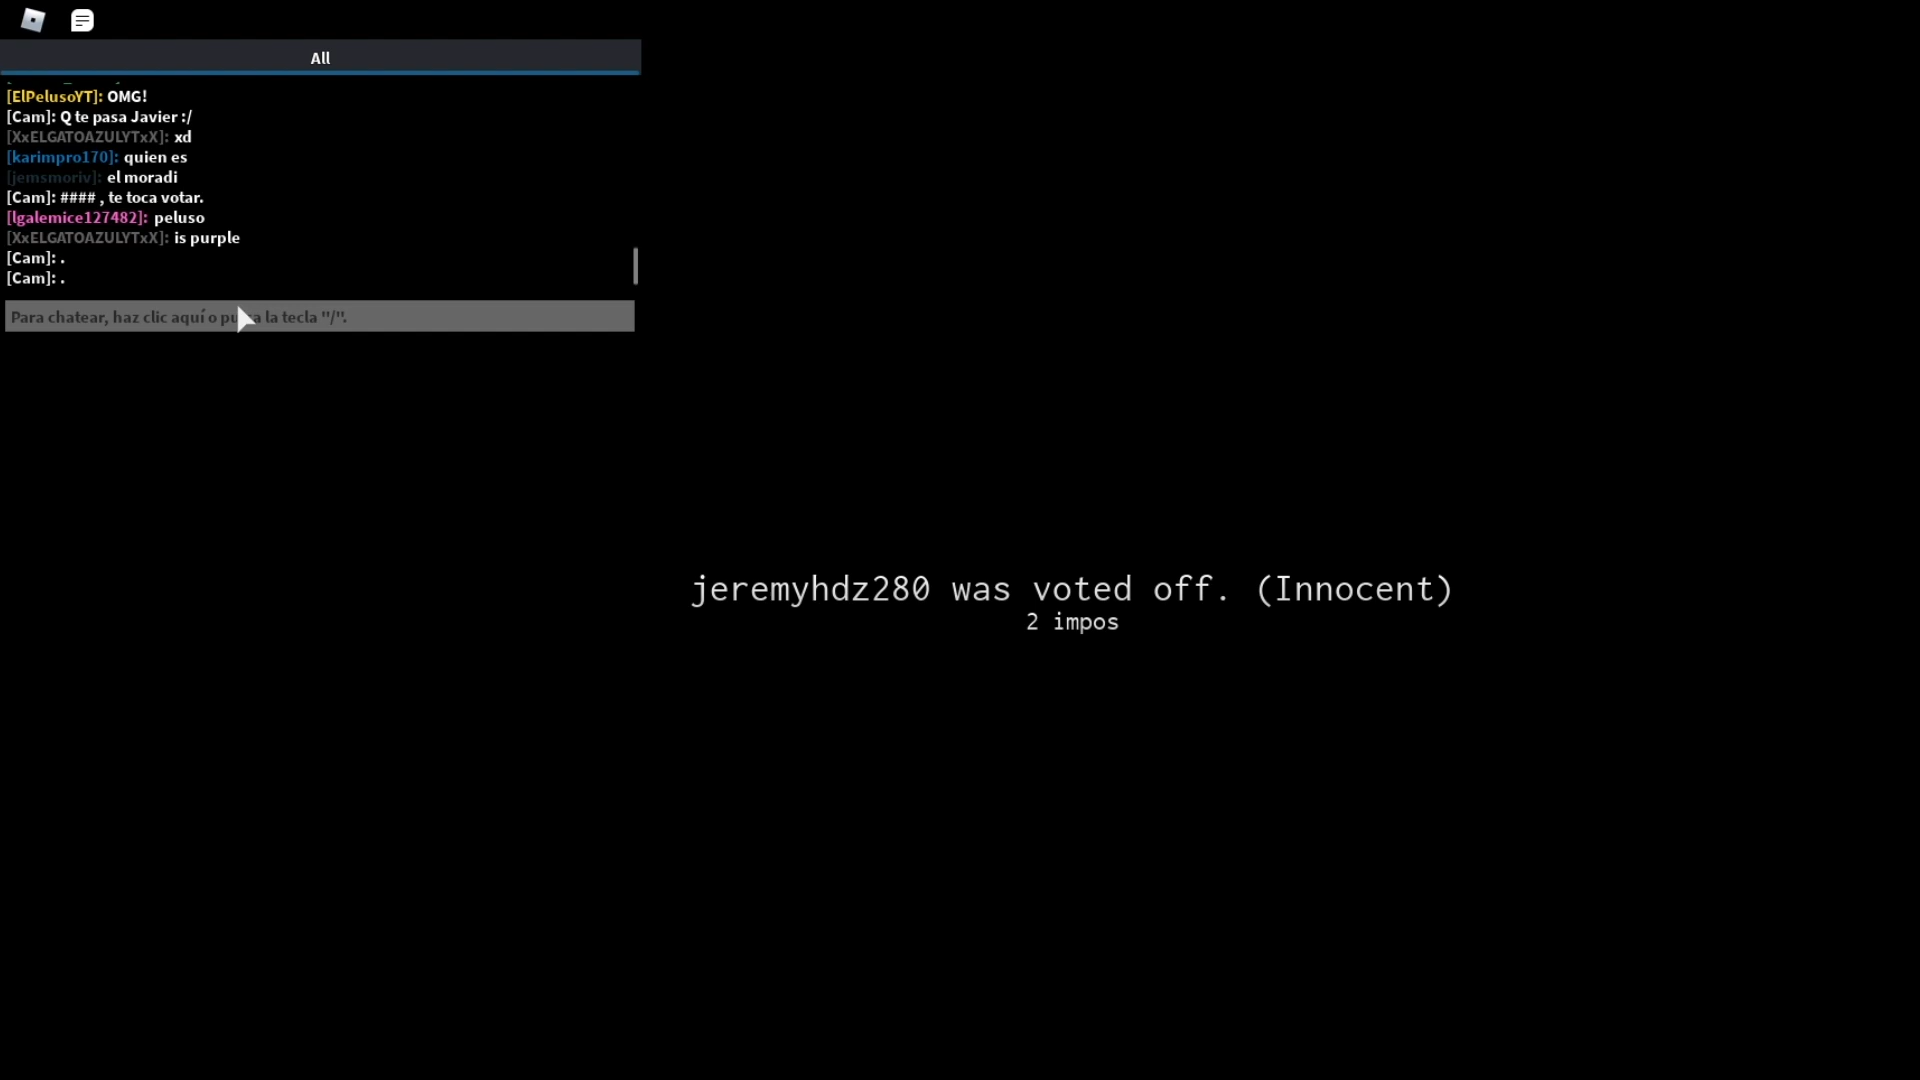 All
[ElPelusoYT]: OMG!
[Cam]: Q te pasa Javier :/
[XxELGATOAZULYTxX]: xd
[karimpro170]: quien es
[jemsmoriv]: el moradi
[Cam]: #### , te toca votar.
[lgalemice127482]: peluso
[XxELGATOAZULYTxX]: is purple
[Cam]: .
[Cam]: .
Para chatear, haz clic aquí o la tecla "/".
jeremyhdz280 was voted off. (Innocent)
2 impos